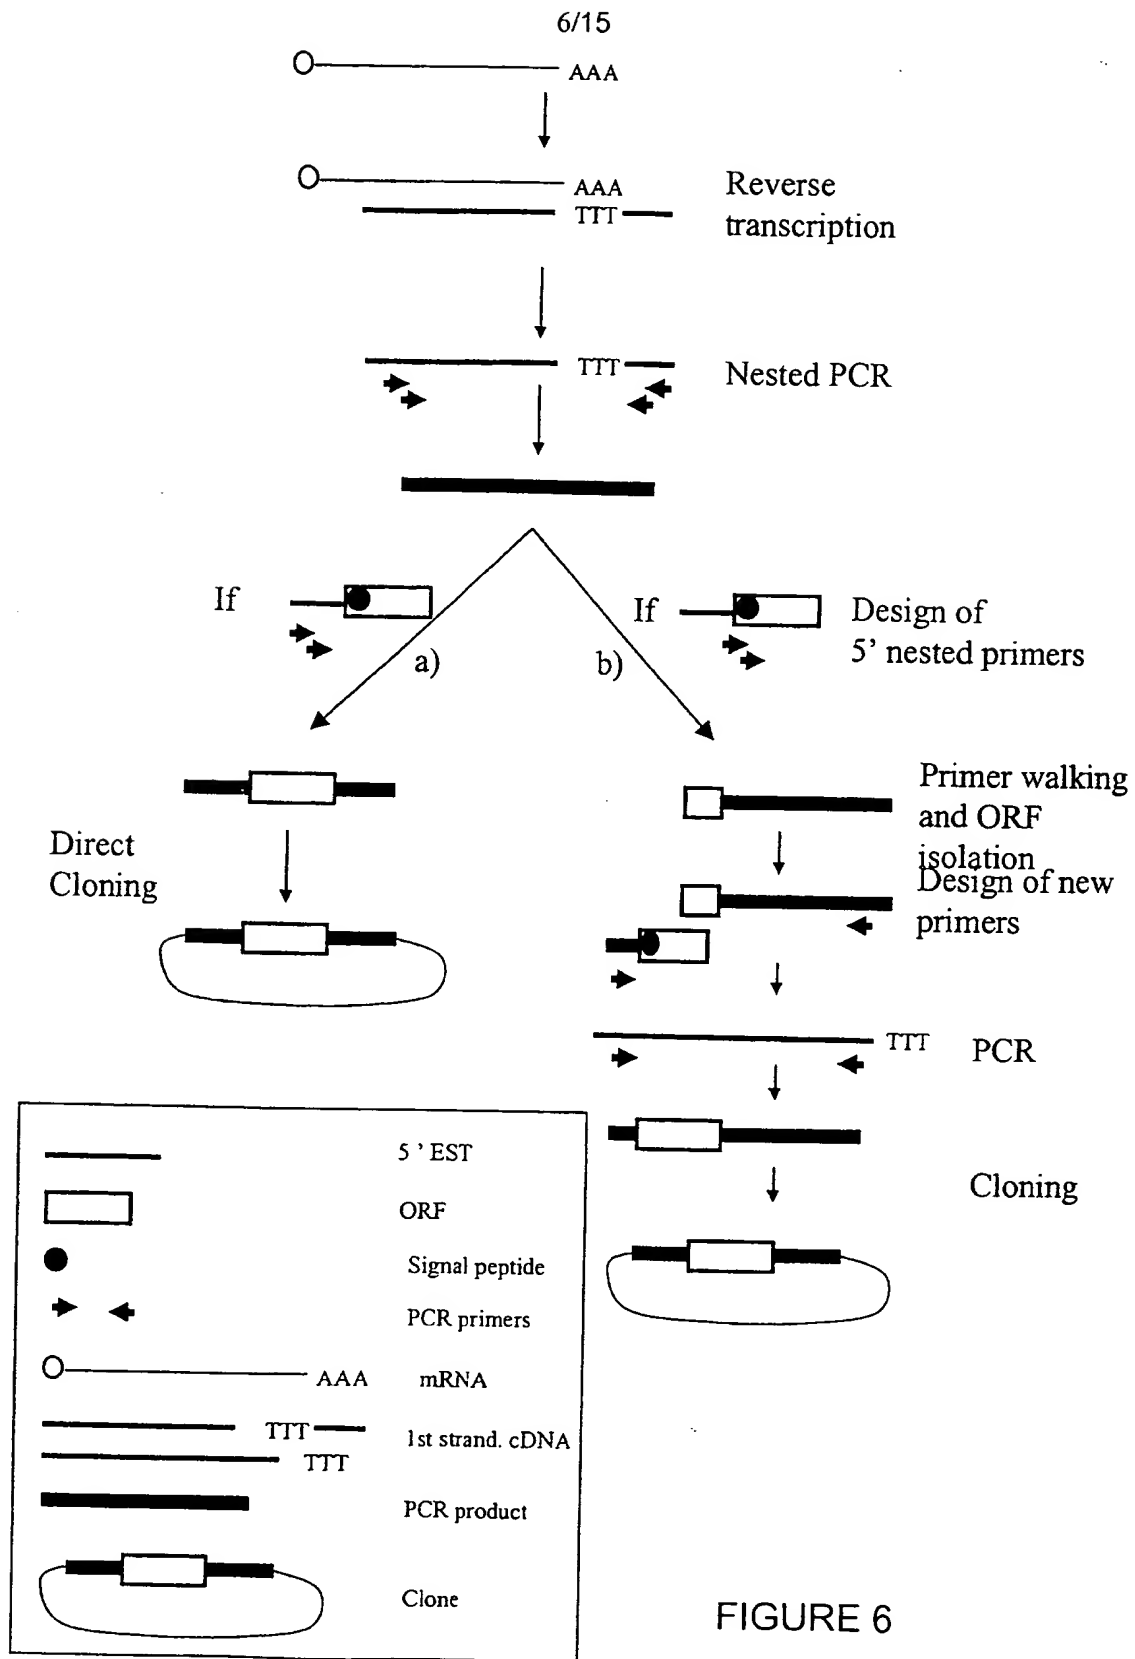 6/15
AAA
AAA
TTT
Reverse
transcription
TTT
Nested PCR
If
a)
If
b)
Design of
5' nested primers
Direct
Cloning
Primer walking
and ORF
isolation
Design of new
primers
TTT
PCR
Cloning
5 ' EST
ORF
Signal peptide
PCR primers
AAA
mRNA
TTT
1st strand. cDNA
TTT
PCR product
Clone
FIGURE 6